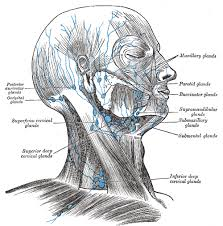 Maxillary glands
Parotid glands
Buccinator glands
Supramandibular
glands
Submaxillary
glands
Submental glands
Posterior
auricular glands
Occipital
glands
Superficial cervical
glands
Superior deep
cervical glands
Inferior deep
cervical glands